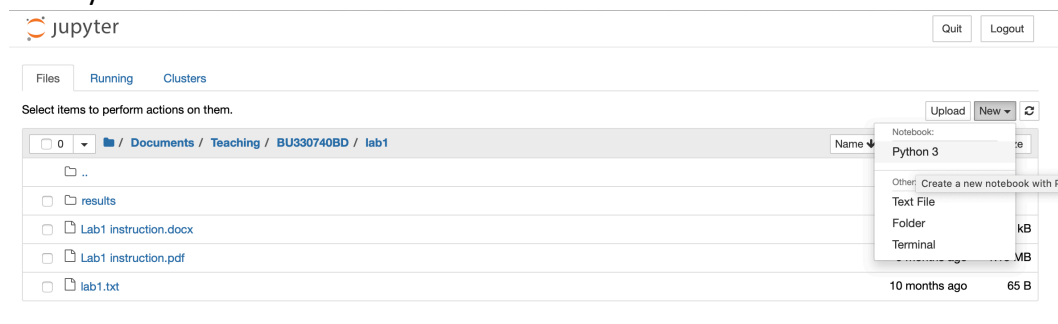 jupyter
Quit Logout
Files Running Clusters
Select items to perform actions on them.
Upload New
0 / Documents / Teaching / BU330740BD / lab1 Name
Notebook:
Python 3
..
Other: Create a new notebook with P
results
Text File
Lab1 instruction.docx
Folder kB
Lab1 instruction.pdf
Terminal MB
lab1.txt 10 months ago 65 B